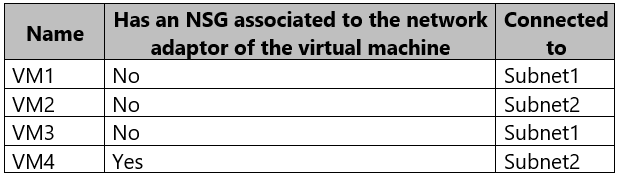 Name Has an NSG associated to the network adaptor of the virtual machine Connected to
VM1 No Subnet1
VM2 No Subnet2
VM3 No Subnet1
VM4 Yes Subnet2